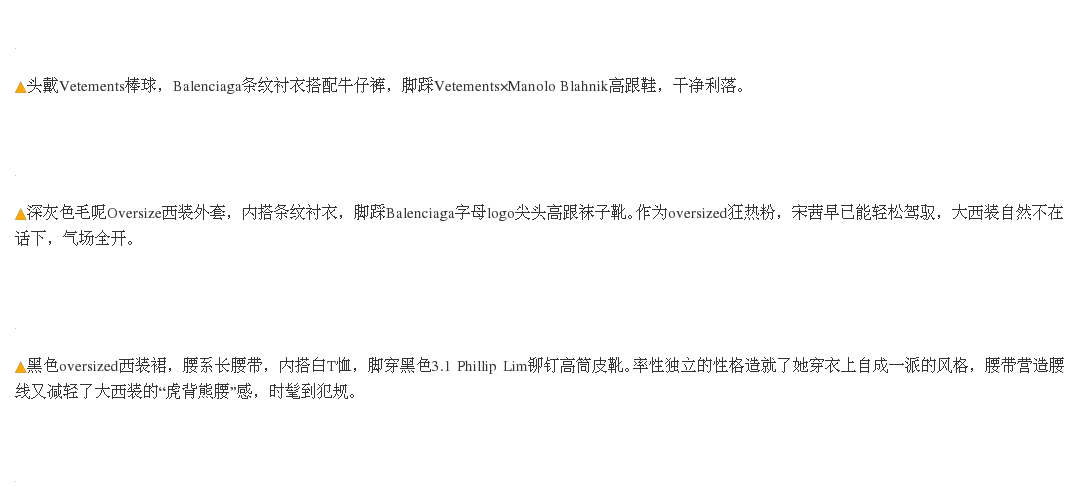 ▲头戴Vetements棒球，Balenciaga条纹衬衣搭配牛仔裤，脚踩Vetements×Manolo Blahnik高跟鞋，干净利落。
▲深灰色毛呢Oversize西装外套，内搭条纹衬衣，脚踩Balenciaga字母logo尖头高跟袜子靴。作为oversized狂热粉，宋茜早已能轻松驾驭，大西装自然不在
话下，气场全开。
▲黑色oversized西装裙，腰系长腰带，内搭白T恤，脚穿黑色3.1 Phillip Lim铆钉高筒皮靴。率性独立的性格造就了她穿衣上自成一派的风格，腰带营造腰
线又减轻了大西装的“虎背熊腰”感，时髦到犯规。